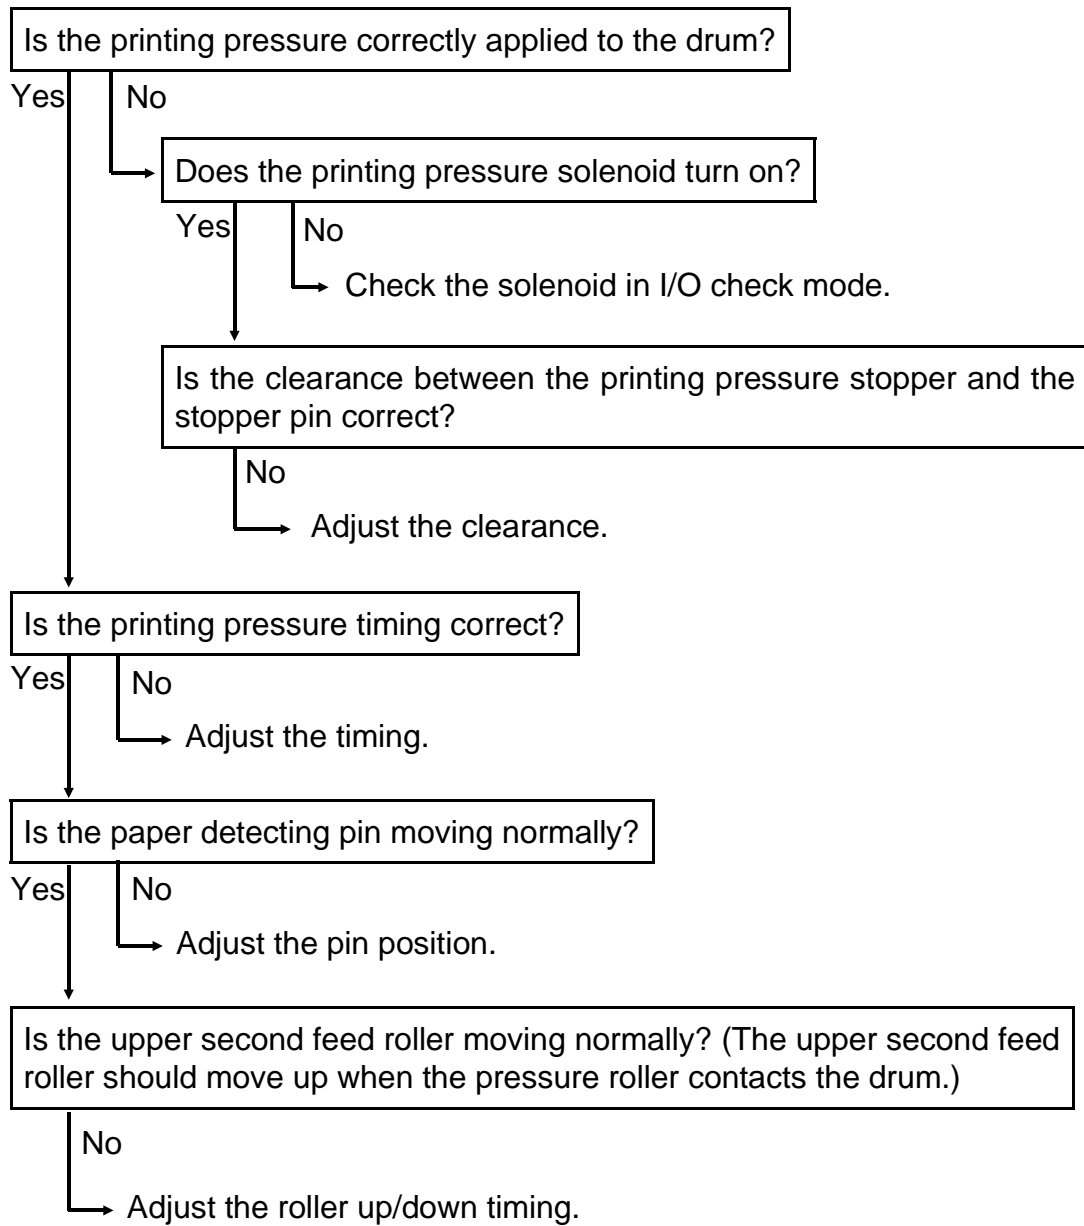 Is the printing pressure correctly applied to the drum?
Yes
No
Does the printing pressure solenoid turn on?
Yes
No
Check the solenoid in I/O check mode.
Is the clearance between the printing pressure stopper and the
stopper pin correct?
No
Adjust the clearance.
Is the printing pressure timing correct?
Yes
No
Adjust the timing.
Is the paper detecting pin moving normally?
Yes
No
Adjust the pin position.
Is the upper second feed roller moving normally? (The upper second feed
roller should move up when the pressure roller contacts the drum.)
No
Adjust the roller up/down timing.